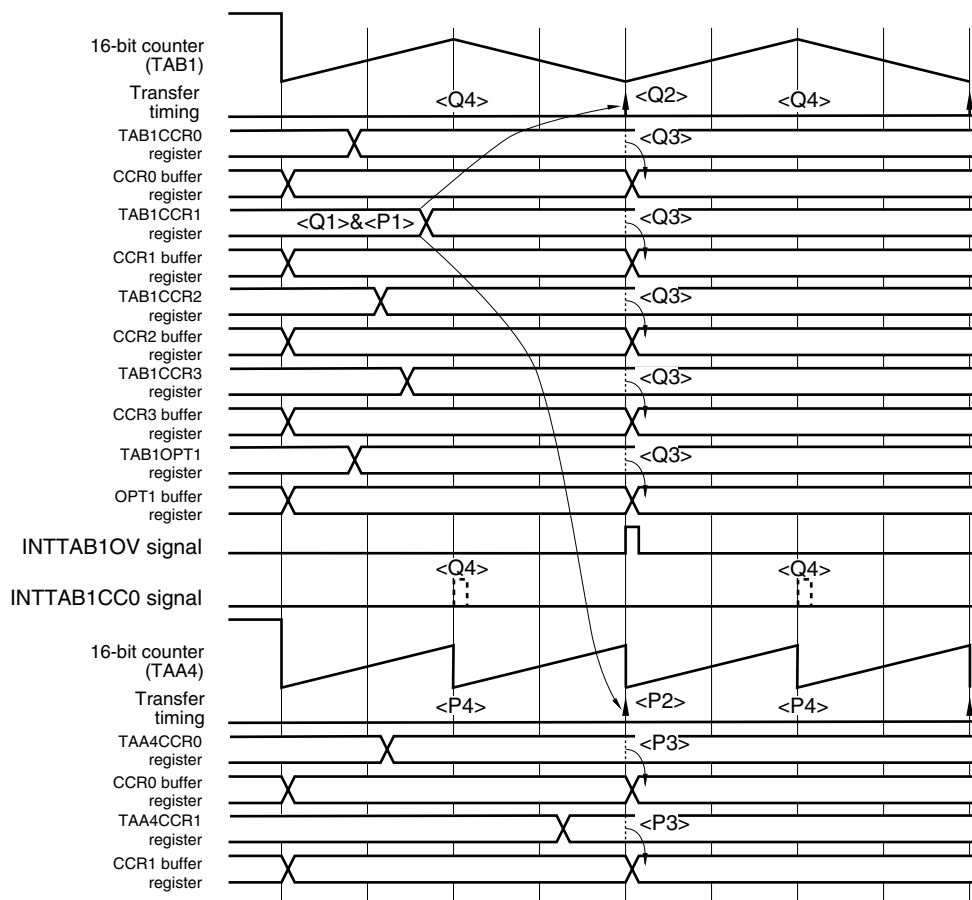 16-bit counter
(TAB1)
Transfer
timing
<Q4>
<Q2>
<Q4>
TAB1CCR0
register
<Q3>
CCR0 buffer
register
TAB1CCR1
register
<Q1>&<P1>
<Q3>
CCR1 buffer
register
TAB1CCR2
register
<Q3>
CCR2 buffer
register
TAB1CCR3
register
<Q3>
CCR3 buffer
register
TAB1OPT1
register
<Q3>
OPT1 buffer
register
INTTAB1OV signal
<Q4>
<Q4>
INTTAB1CC0 signal
16-bit counter
(TAA4)
Transfer
timing
<P4>
<P2>
<P4>
TAA4CCR0
register
<P3>
CCR0 buffer
register
TAA4CCR1
register
<P3>
CCR1 buffer
register